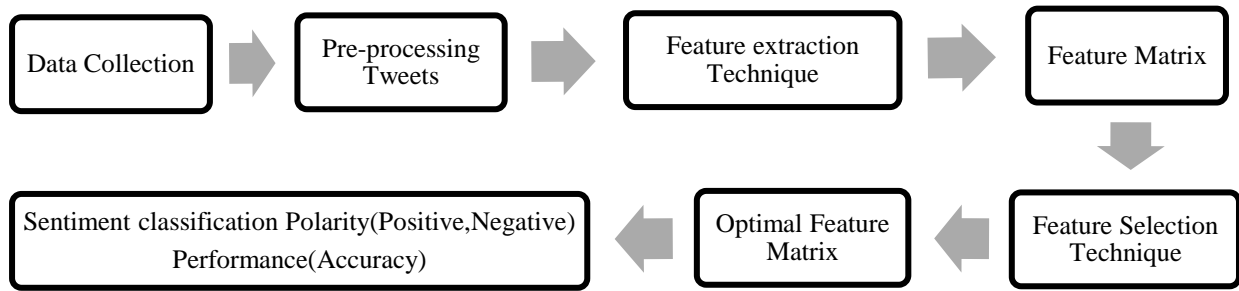 Data Collection
Pre-processing
Tweets
Feature extraction
Technique
Feature Matrix
Feature Selection
Technique
Optimal Feature
Matrix
Sentiment classification Polarity(Positive,Negative)
Performance(Accuracy)